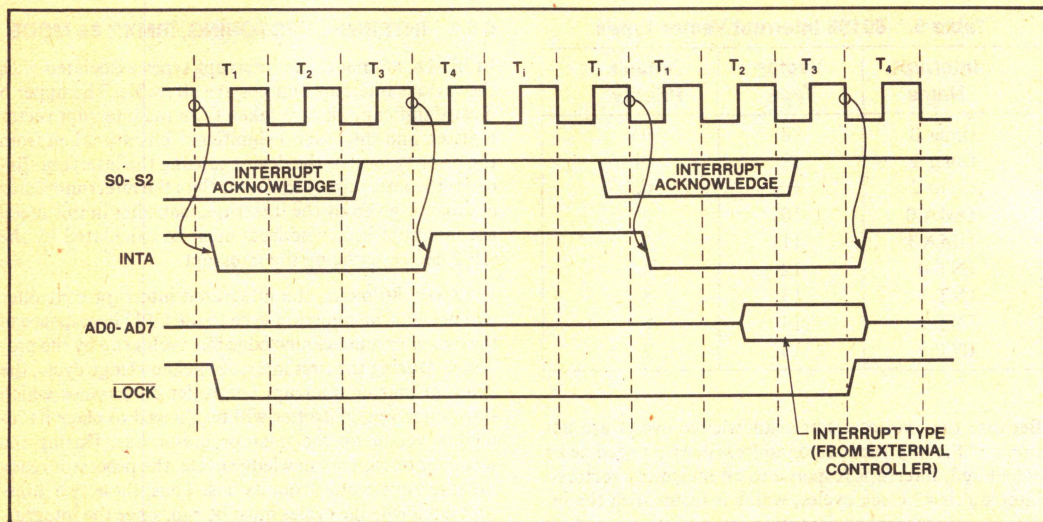 T1 T2 T3 T4 Ti Ti T1 T2 T3 T4
S0-S2
INTERRUPT
ACKNOWLEDGE
INTERRUPT
ACKNOWLEDGE
INTA
AD0-AD7
LOCK
INTERRUPT TYPE
(FROM EXTERNAL
CONTROLLER)